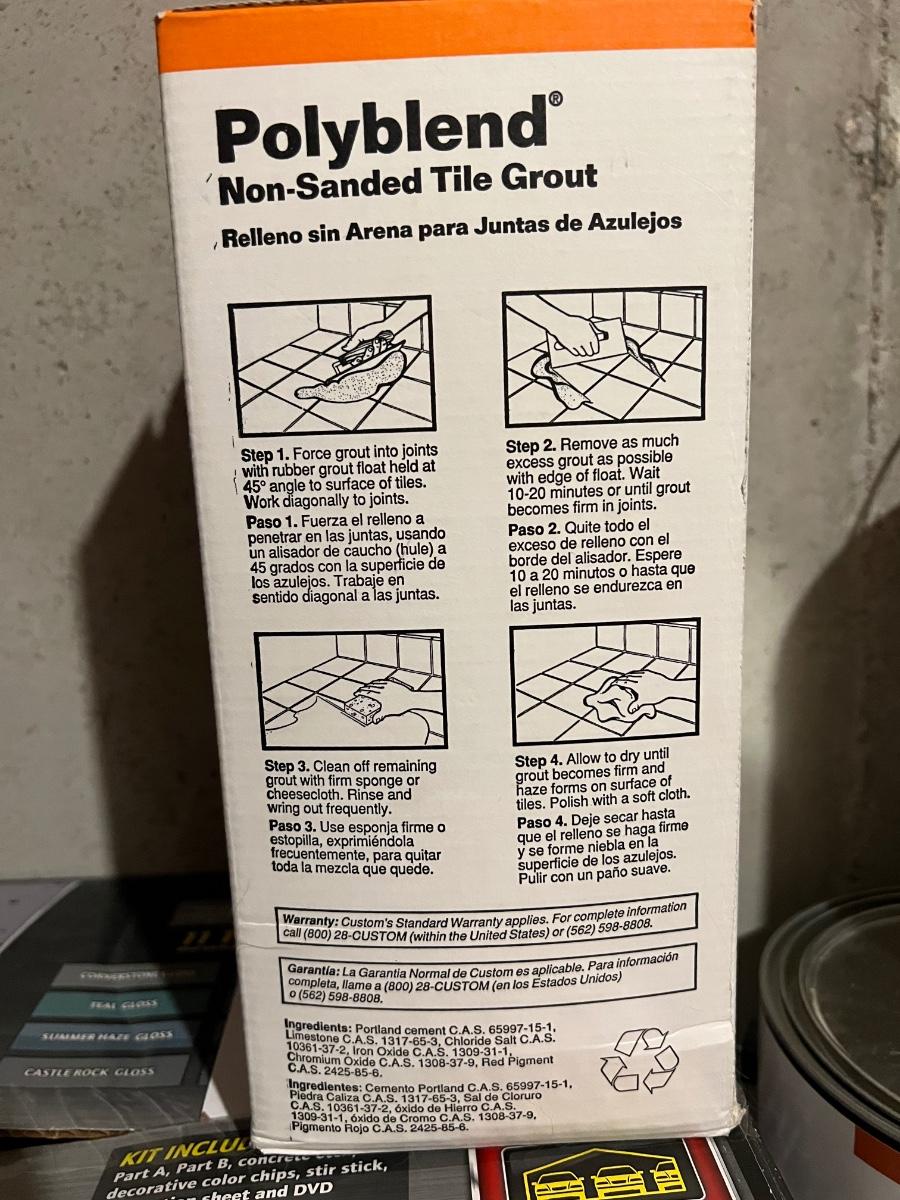 Polyblend®
Non-Sanded Tile Grout
Relleno sin Arena para Juntas de Azulejos
Step 1. Force grout into joints
with rubber grout float held at
45° angle to surface of tiles.
Work diagonally to joints.
Paso 1. Fuerza el relleno a
penetrar en las juntas, usando
un alisador de caucho (hule) a
45 grados con la superficie de
los azulejos. Trabaje en
sentido diagonal a las juntas.
Step 2. Remove as much
excess grout as possible
with edge of float. Wait
10-20 minutes or until grout
becomes firm in joints.
Paso 2. Quite todo el
exceso de relleno con el
borde del alisador. Espere
10 a 20 minutos o hasta que
el relleno se endurezca en
las juntas.
Step 3. Clean off remaining
grout with firm sponge or
cheesecloth. Rinse and
wring out frequently.
Paso 3. Use esponja firme o
estopilla, exprimiéndola
frecuentemente, para quitar
toda la mezcla que quede.
Step 4. Allow to dry until
grout becomes firm and
haze forms on surface of
tiles. Polish with a soft cloth.
Paso 4. Deje secar hasta
que el relleno se haga firme
y se forme niebla en la
superficie de los azulejos.
Pulir con un paño suave.
Warranty: Custom's Standard Warranty applies. For complete information
call (800) 28-CUSTOM (within the United States) or (562) 598-8808.
Garantía: La Garantia Normal de Custom es aplicable. Para información
completa, llame a (800) 28-CUSTOM (en los Estados Unidos)
o (562) 598-8808.
Ingredients: Portland cement C.A.S. 65997-15-1,
Limestone C.A.S. 1317-65-3, Chloride Salt C.A.S.
10361-37-2, Iron Oxide C.A.S. 1309-31-1,
Chromium Oxide C.A.S. 1308-37-9, Red Pigment
C.A.S. 2425-85-6.
Ingredientes: Cemento Portland C.A.S. 65997-15-1,
Piedra Caliza C.A.S. 1317-65-3, Sal de Cloruro
C.A.S. 10361-37-2, óxido de Hierro C.A.S.
1309-31-1, óxido de Cromo C.A.S. 1308-37-9,
Pigmento Rojo C.A.S. 2425-85-6.
TEAL GLOSS
SUMMER HAZE GLOSS
CASTLE ROCK GLOSS
KIT
Part A, Part B, concrete
decorative color chips, stir stick,
sheet and DVD